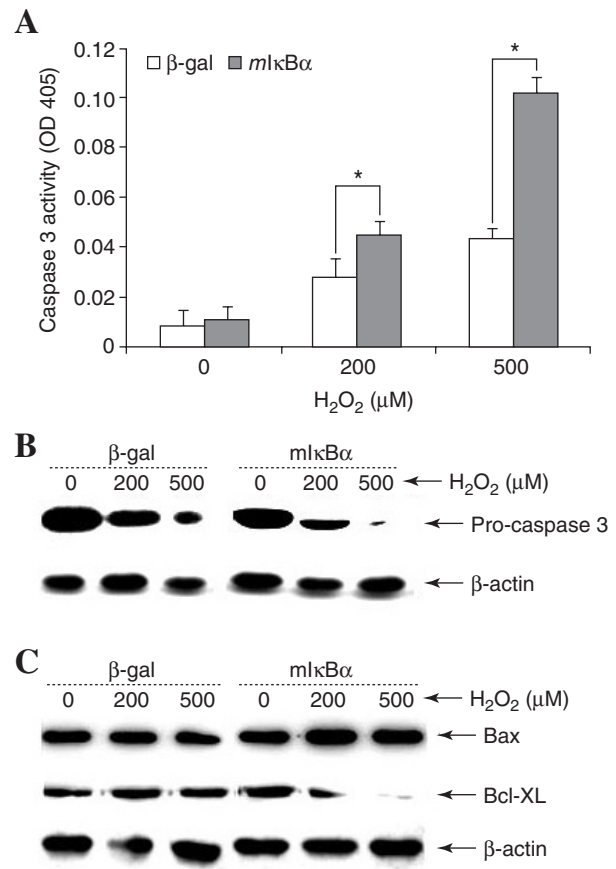 A
Caspase 3 activity (OD 405)
0.12
0.10
0.08
0.06
0.04
0.02
0
β-gal
mIκBα
*
*
0
200
500
H₂O₂ (μM)
B
β-gal
mIκBα
0 200 500 0 200 500 H₂O₂ (μM)
Pro-caspase 3
β-actin
C
β-gal
mIκBα
0 200 500 0 200 500 H₂O₂ (μM)
Bax
Bcl-XL
β-actin